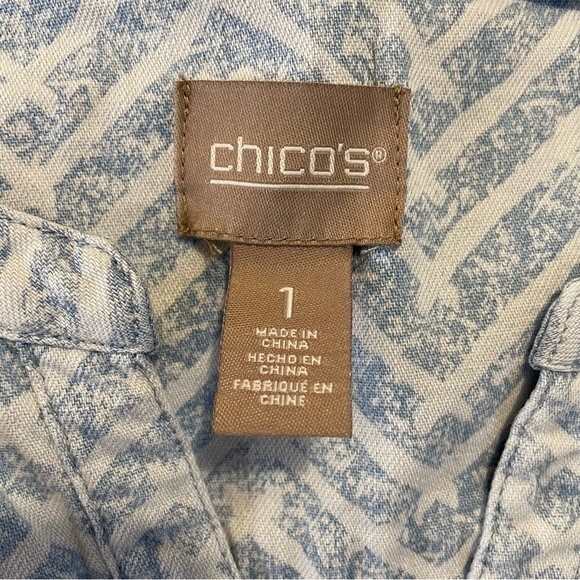 chico's®
1
MADE IN
CHINA
HECHO EN
CHINA
FABRIQUÉ EN
CHINE